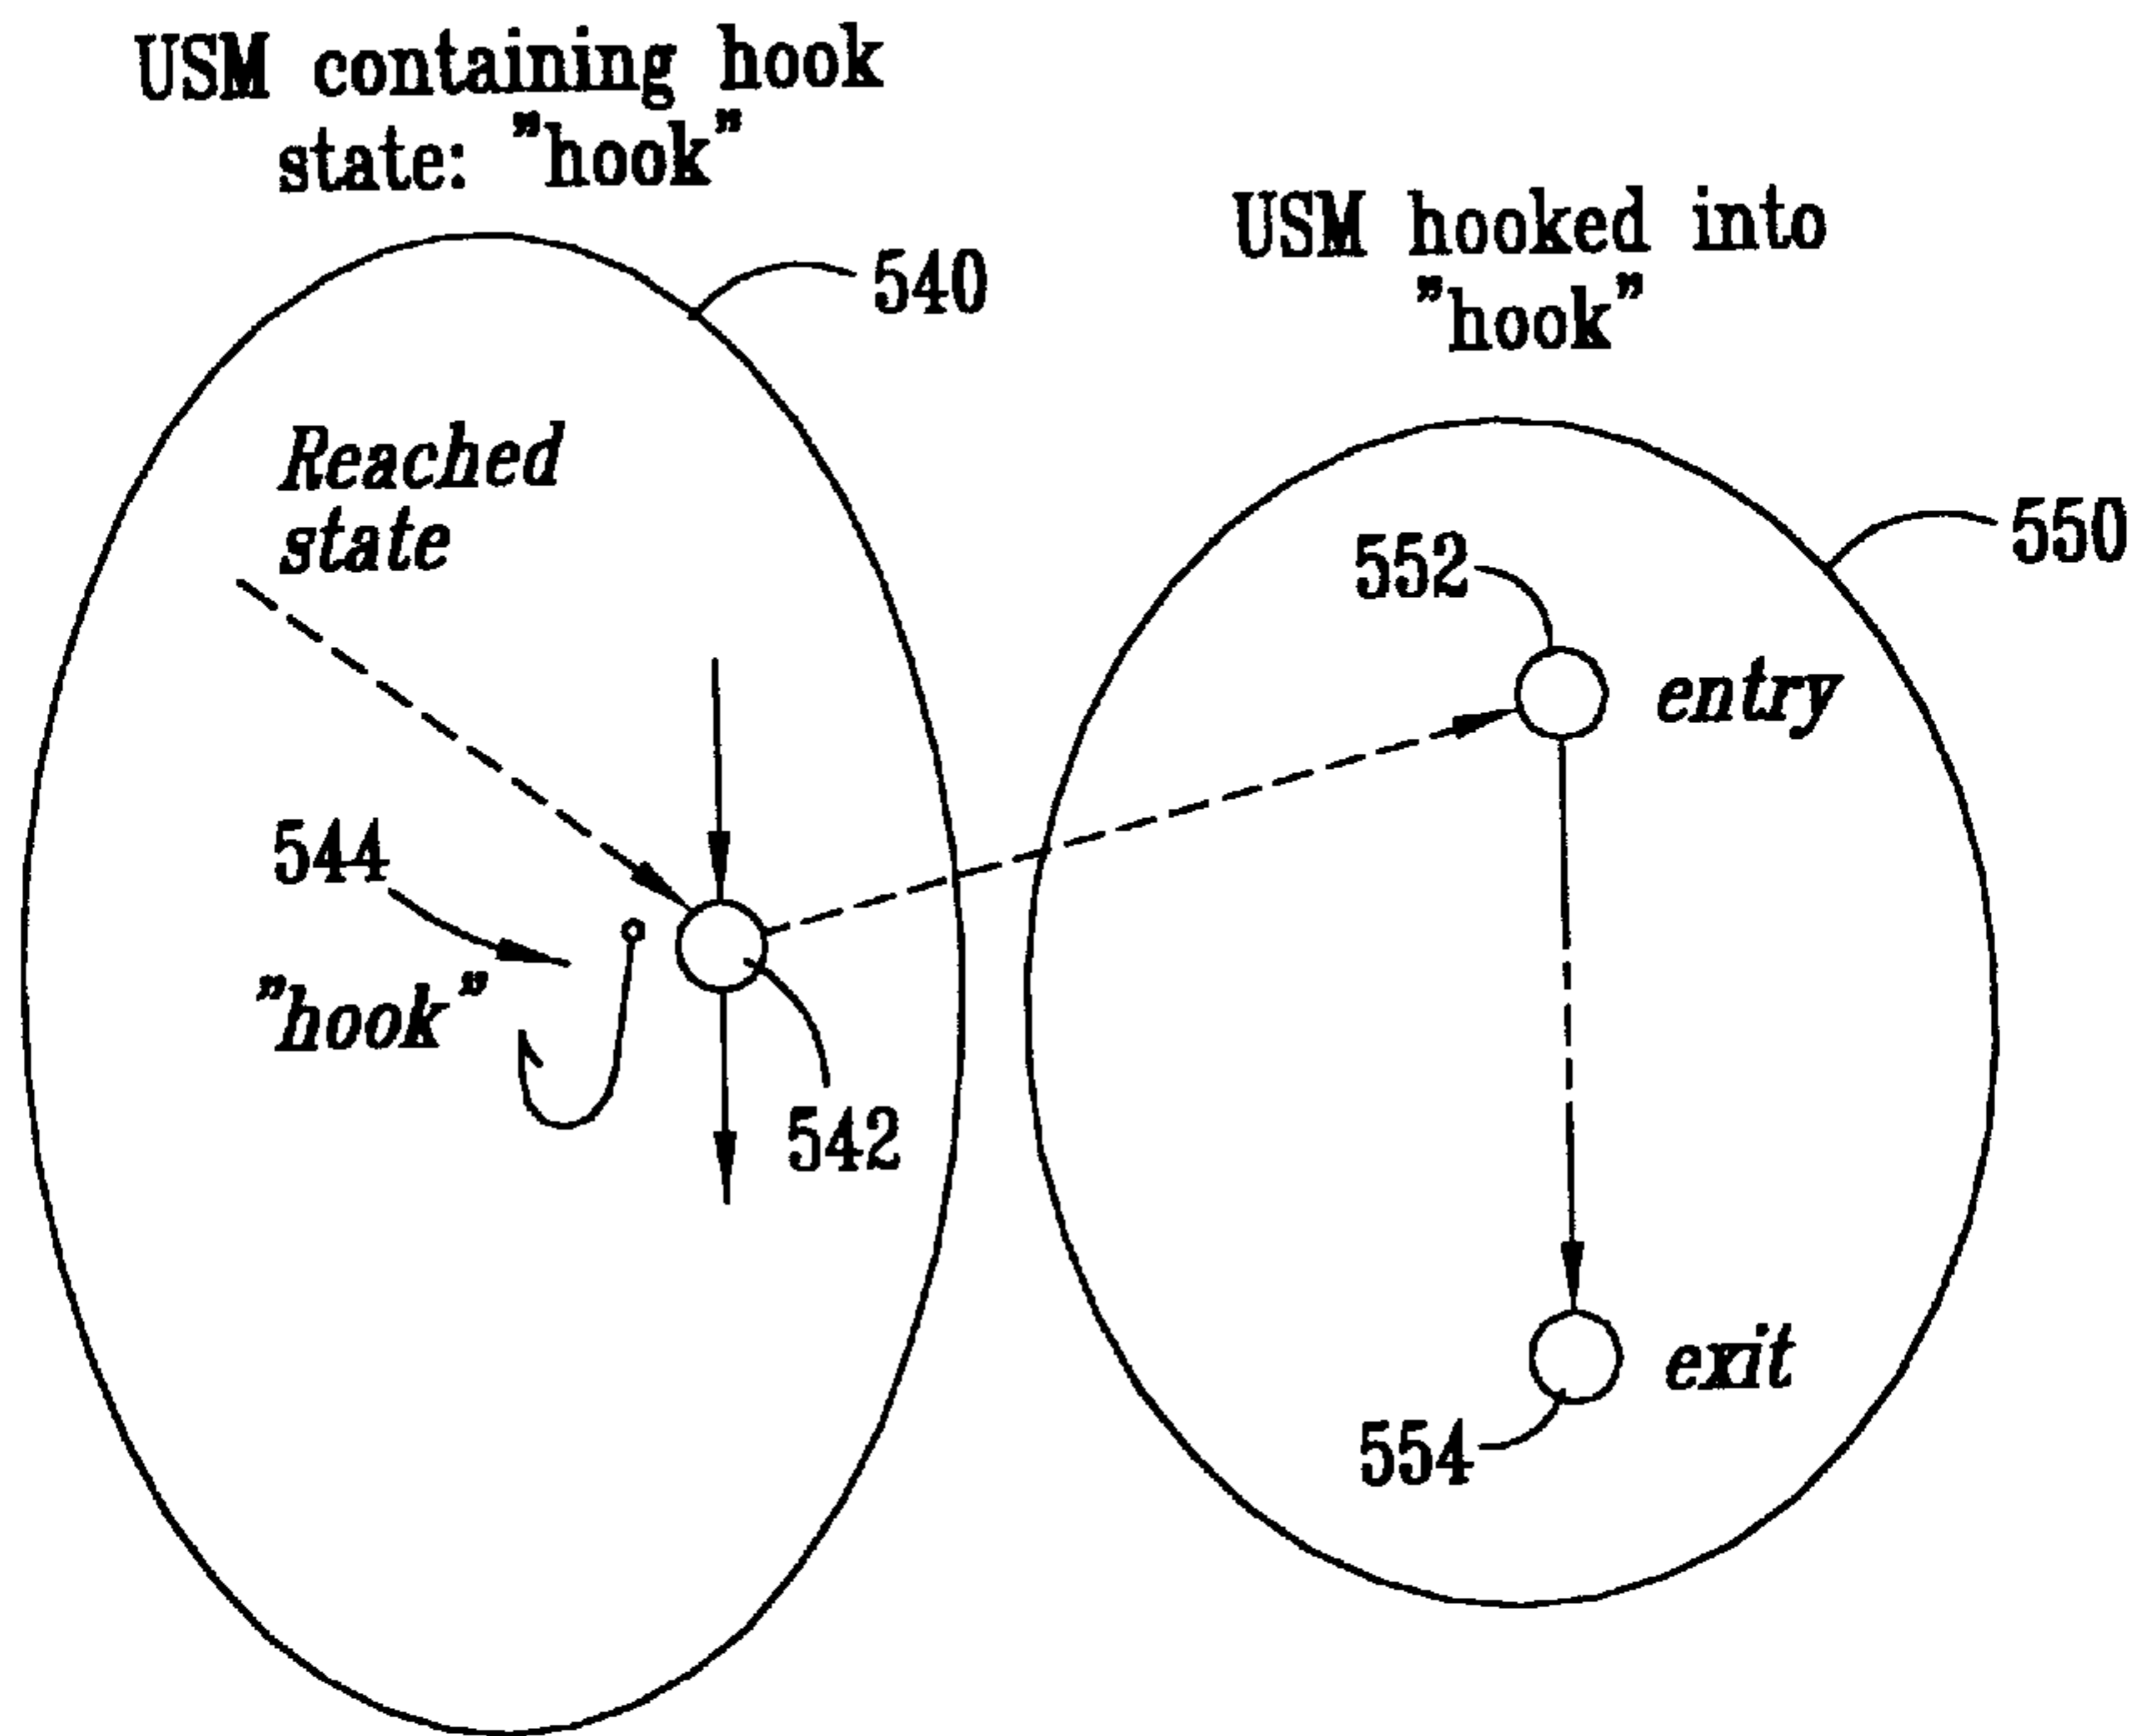 USM containing hook
state: "hook"
540
USM hooked into
"hook"
550
Reached
state
552
entry
544
"hook"
542
exit
554